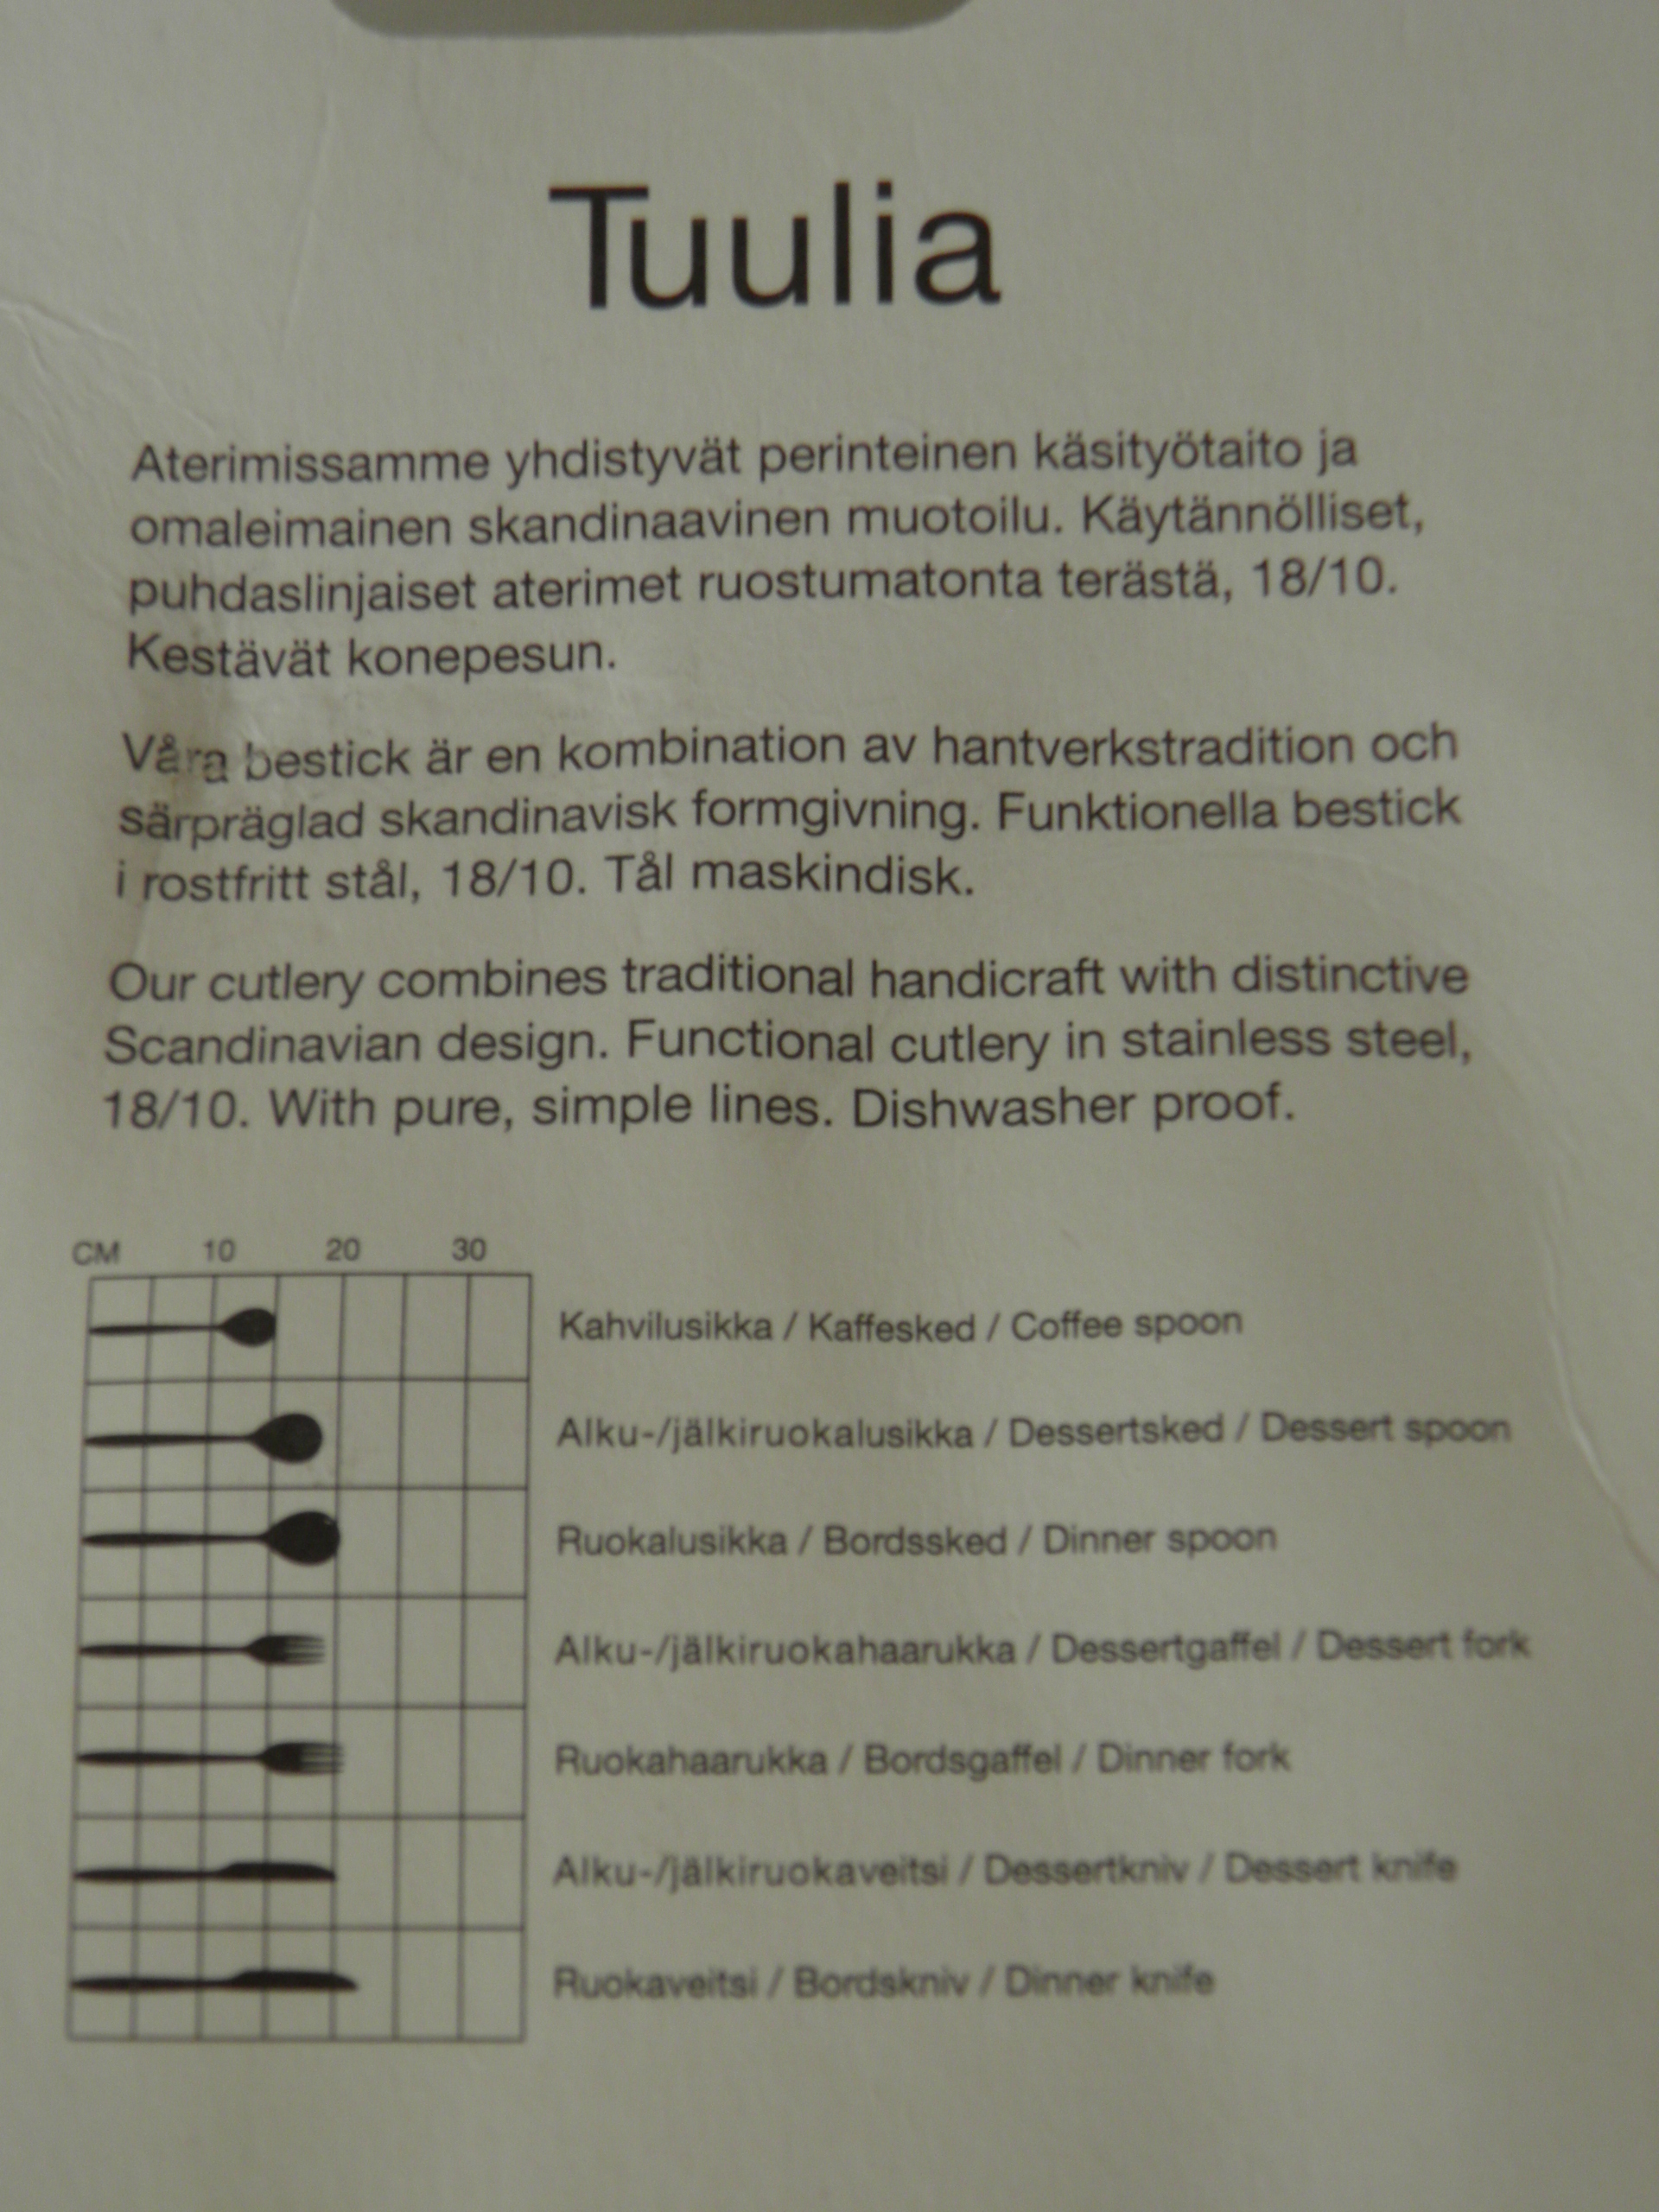 Tuulia
Aterimissamme yhdistyvät perinteinen käsityötaito ja
omaleimainen skandinaavinen muotoilu. Käytännölliset,
puhdaslinjaiset aterimet ruostumatonta terästä, 18/10.
Kestävät konepesun.
Våra bestick är en kombination av hantverkstradition och
särpräglad skandinavisk formgivning. Funktionella bestick
i rostfritt stål, 18/10. Tål maskindisk.
Our cutlery combines traditional handicraft with distinctive
Scandinavian design. Functional cutlery in stainless steel,
18/10. With pure, simple lines. Dishwasher proof.
CM 10 20 30
Kahvilusikka / Kaffesked / Coffee spoon
Alku-/jälkiruokalusikka / Dessertsked / Dessert spoon
Ruokalusikka / Bordssked / Dinner spoon
Alku-/jälkiruokahaarukka / Dessertgaffel / Dessert fork
Ruokahaarukka / Bordsgaffel / Dinner fork
Alku-/jälkiruokaveitsi / Dessertkniv / Dessert knife
Ruokaveitsi / Bordskniv / Dinner knife